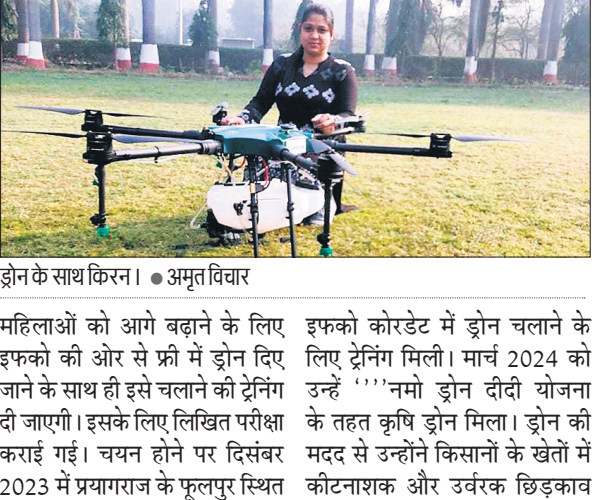 ड्रोन के साथ किरन। ● अमृत विचार
महिलाओं को आगे बढ़ाने के लिए
इफको की ओर से फ्री में ड्रोन दिए
जाने के साथ ही इसे चलाने की ट्रेनिंग
दी जाएगी। इसके लिए लिखित परीक्षा
कराई गई। चयन होने पर दिसंबर
2023 में प्रयागराज के फूलपुर स्थित
इफको कोरडेट में ड्रोन चलाने के
लिए ट्रेनिंग मिली। मार्च 2024 को
उन्हें ‘’’’नमो ड्रोन दीदी योजना
के तहत कृषि ड्रोन मिला। ड्रोन की
मदद से उन्होंने किसानों के खेतों में
कीटनाशक और उर्वरक छिड़काव